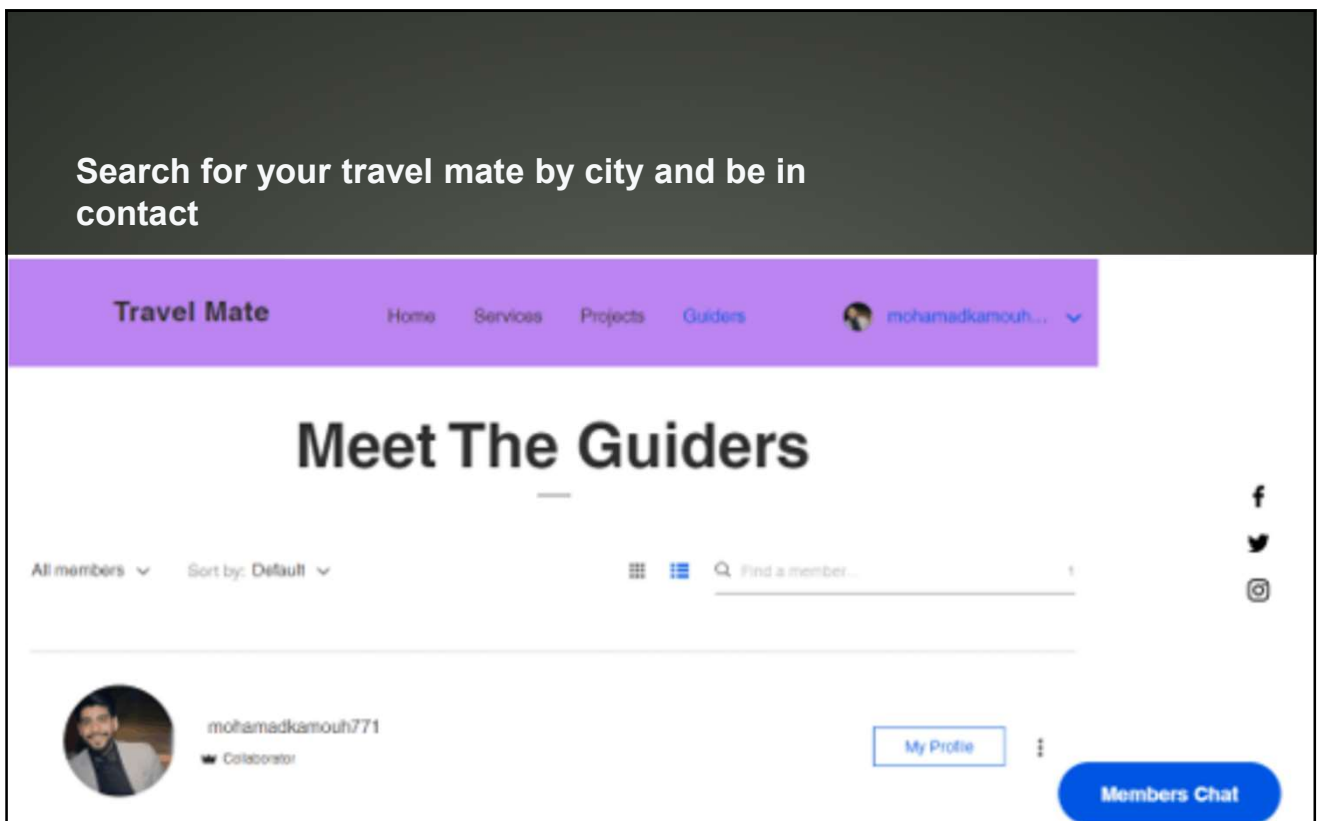 Search for your travel mate by city and be in
contact
Travel Mate
Home Services Projects Guiders mohamadkamouh...
Meet The Guiders
All members Sort by: Default Find a member... 1
mohamadkamouh771
Collaborator
My Profile
Members Chat